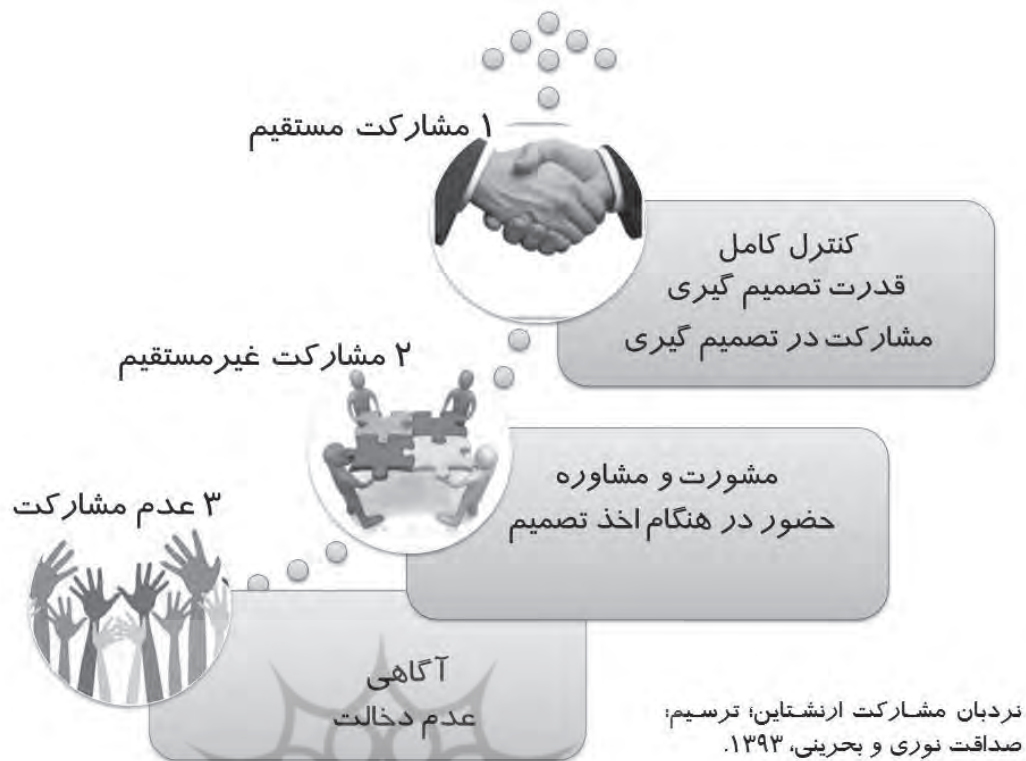 ۱ مشارکت مستقیم
کنترل کامل
قدرت تصمیم گیری
مشارکت در تصمیم گیری
۲ مشارکت غیرمستقیم
مشورت و مشاوره
حضور در هنگام اخذ تصمیم
۳ عدم مشارکت
آگاهی
عدم دخالت
نردبان مشارکت ارنشتاین؛ ترسیم:
صداقت نوری و بحرینی، ۱۳۹۳.